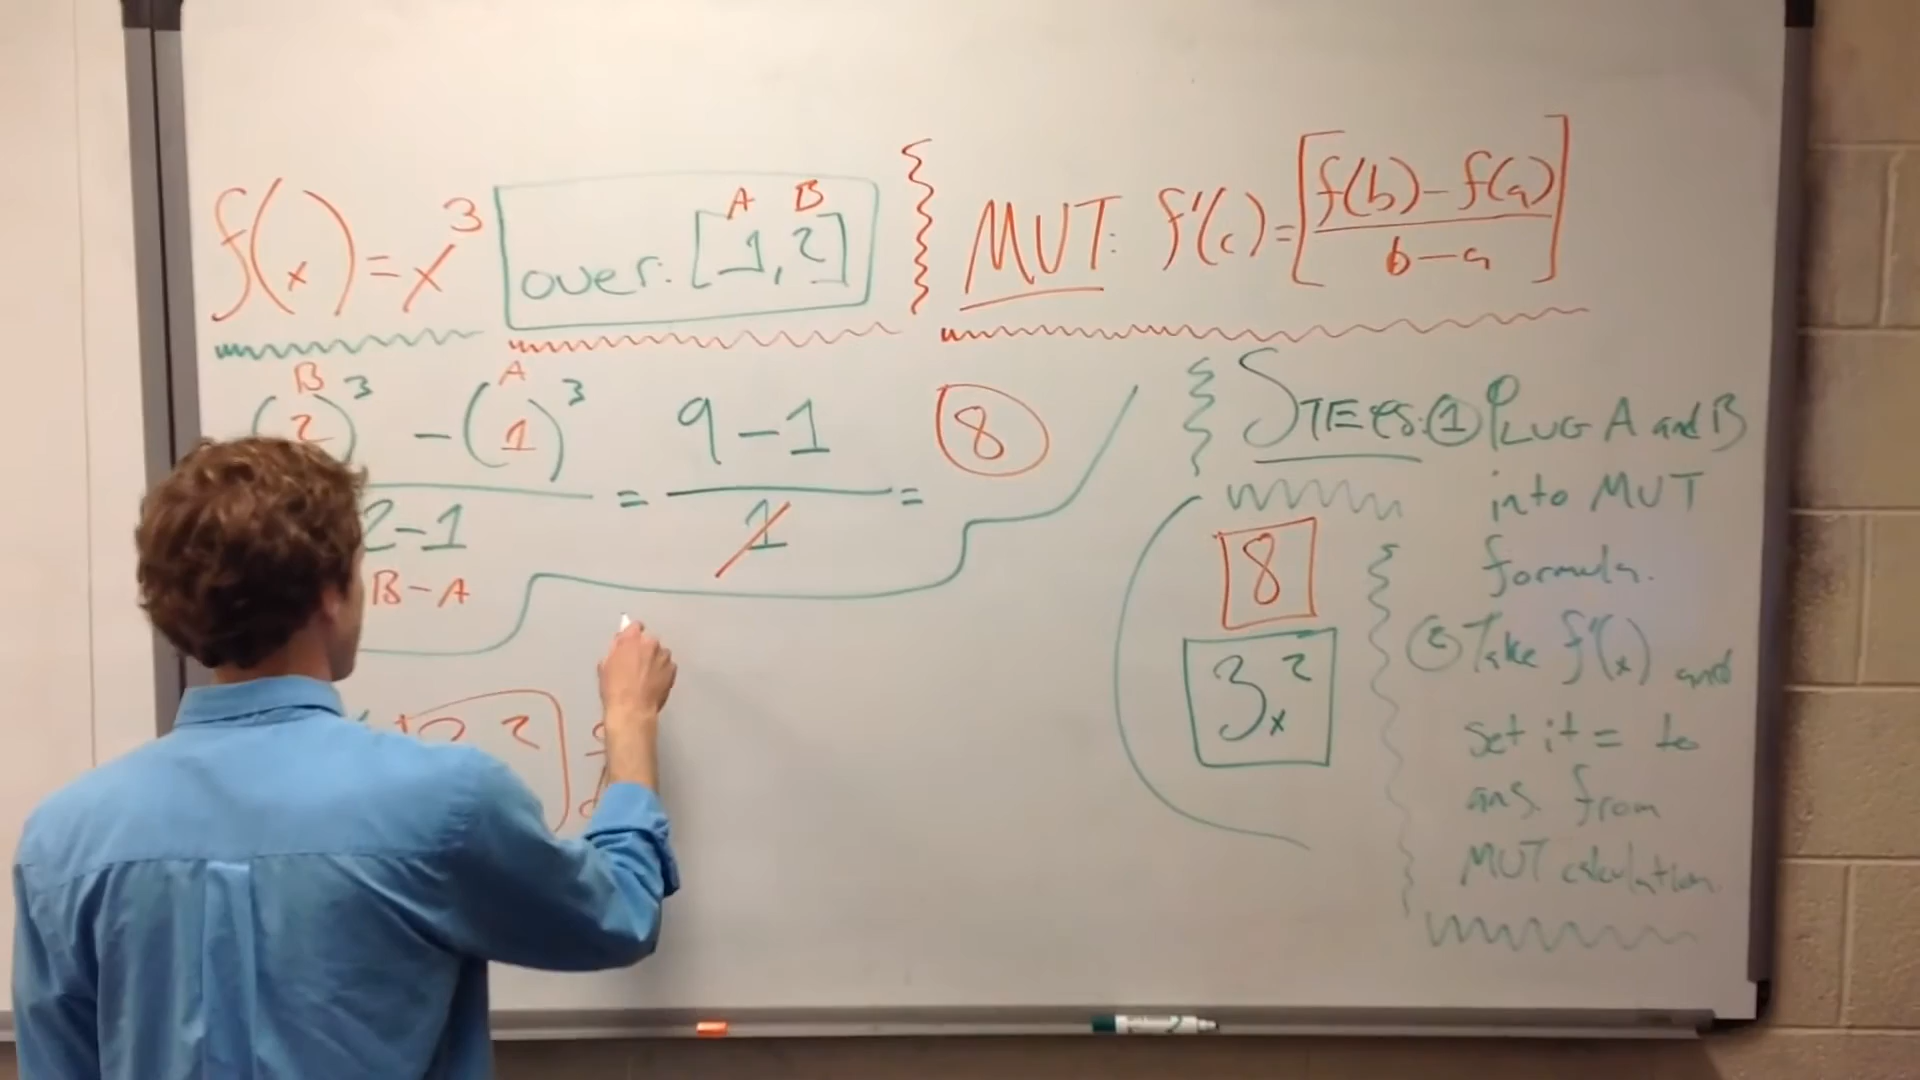 f(x) = x³
A B
over: [1, 2]
MVT: f'(c) = [f(b) - f(a) / b - a]
B A
(2)³ - (1)³ / 2-1 = 9-1 / 1 = 8
B-A
STEPS: ① PLUG A and B
into MVT
formula.
② Take f'(x) and
set it = to
ans. from
MVT calculation
8
3x²
2